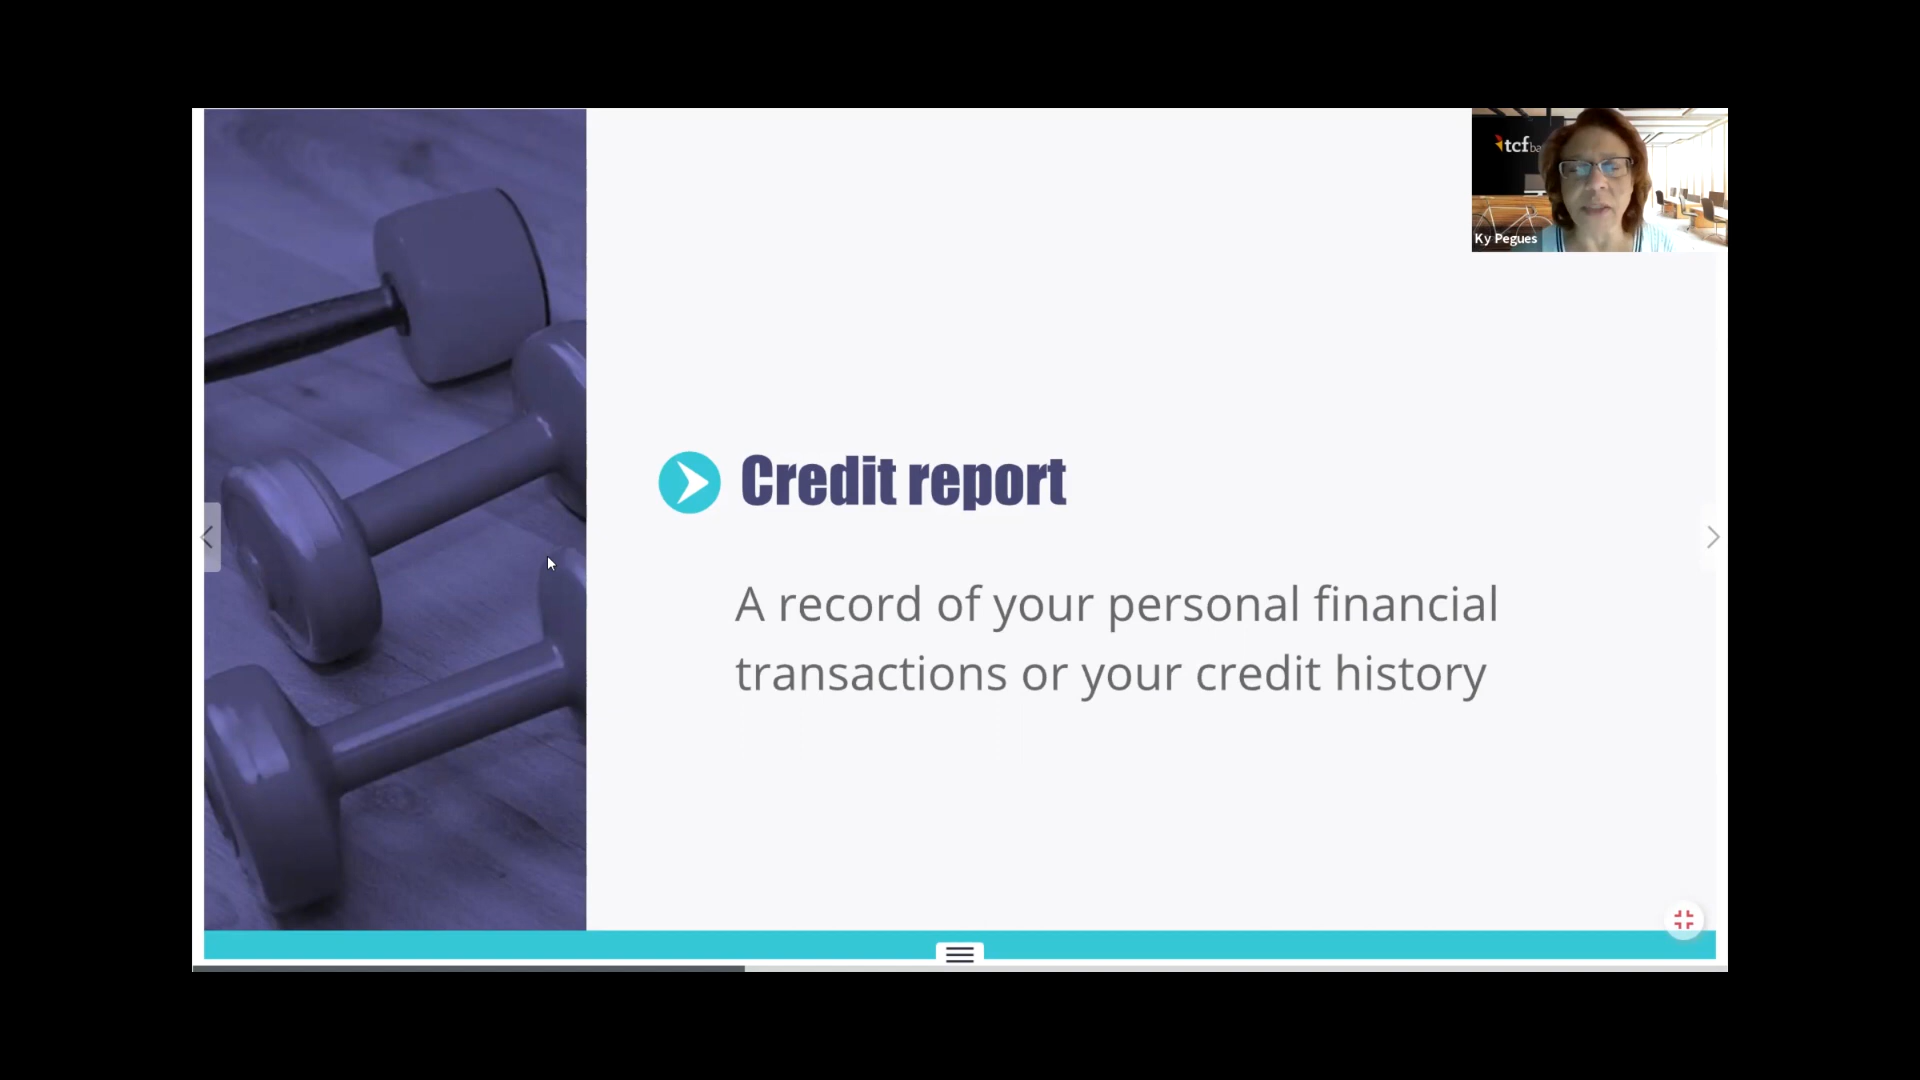 tcf
Ky Pegues
Credit report
A record of your personal financial
transactions or your credit history